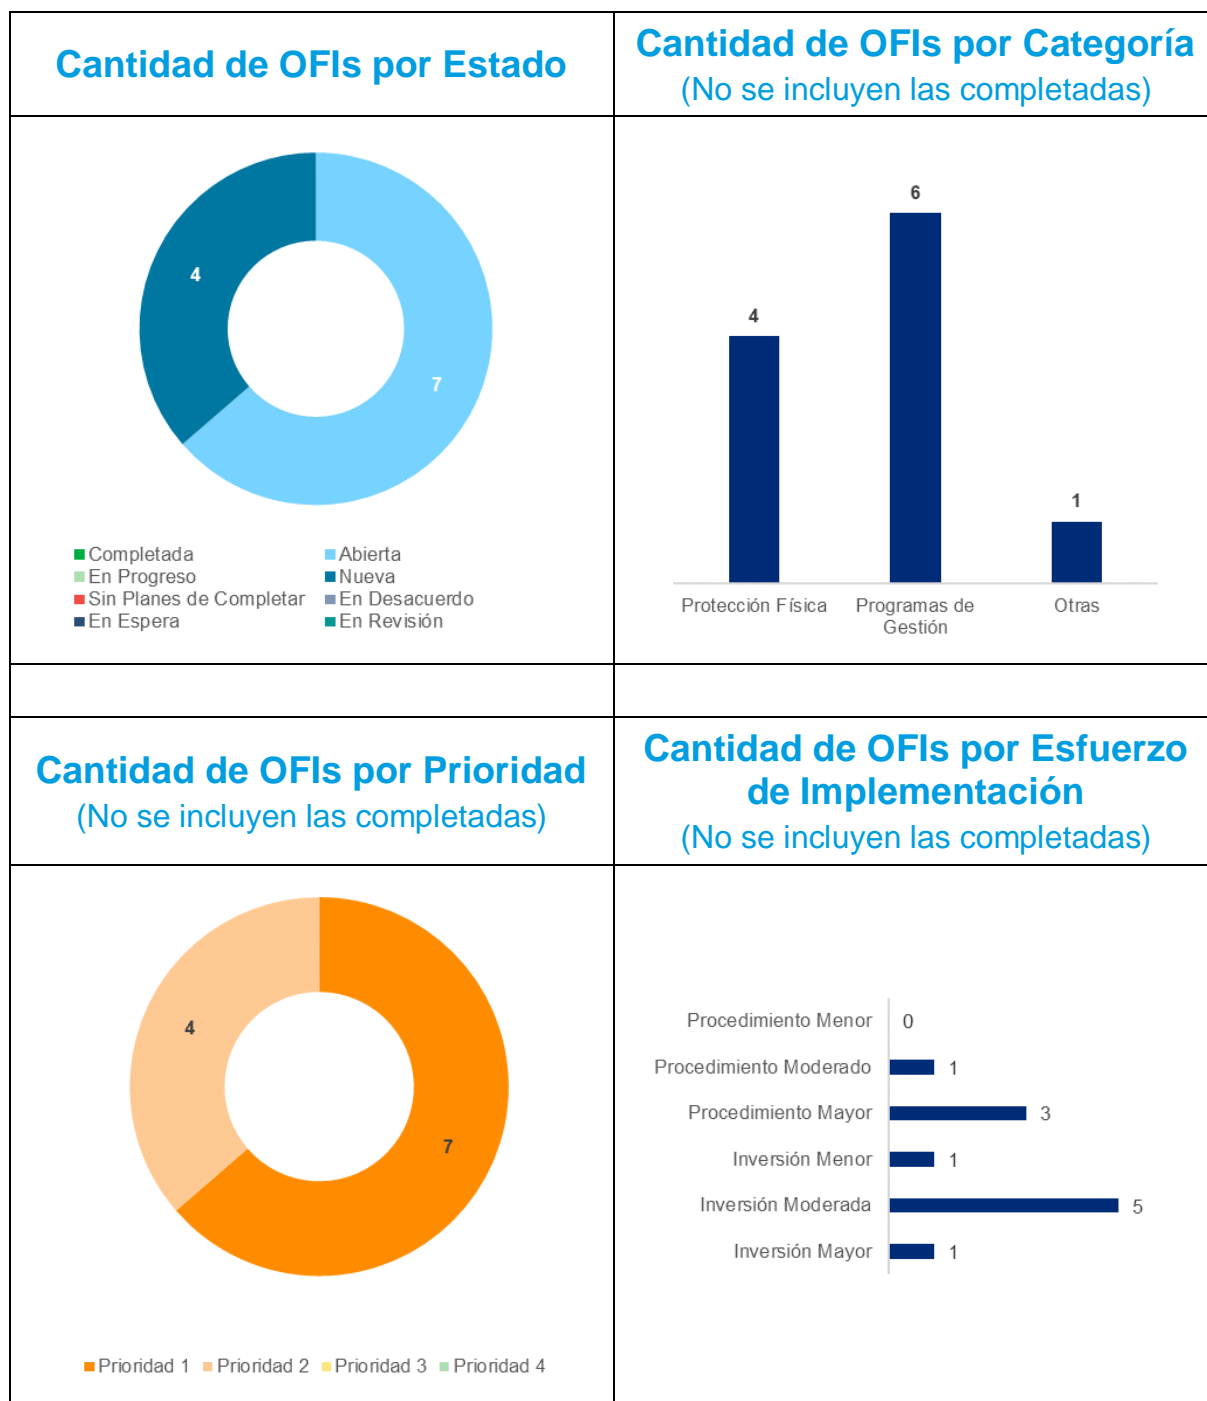 Cantidad de OFIs por Estado
Cantidad de OFIs por Categoría
(No se incluyen las completadas)
4
7
Completada
Abierta
En Progreso
Nueva
Sin Planes de Completar
En Desacuerdo
En Espera
En Revisión
6
4
1
Protección Física
Programas de
Gestión
Otras
Cantidad de OFIs por Prioridad
(No se incluyen las completadas)
Cantidad de OFIs por Esfuerzo
de Implementación
(No se incluyen las completadas)
4
7
Prioridad 1
Prioridad 2
Prioridad 3
Prioridad 4
Procedimiento Menor 0
Procedimiento Moderado 1
Procedimiento Mayor 3
Inversión Menor 1
Inversión Moderada 5
Inversión Mayor 1